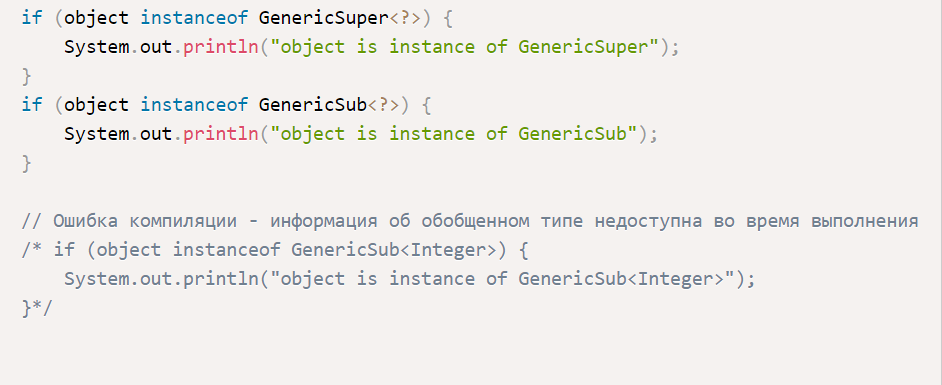 if (object instanceof GenericSuper<?>) {
    System.out.println("object is instance of GenericSuper");
}
if (object instanceof GenericSub<?>) {
    System.out.println("object is instance of GenericSub");
}

// Ошибка компиляции - информация об обобщенном типе недоступна во время выполнения
/* if (object instanceof GenericSub<Integer>) {
    System.out.println("object is instance of GenericSub<Integer>");
}*/